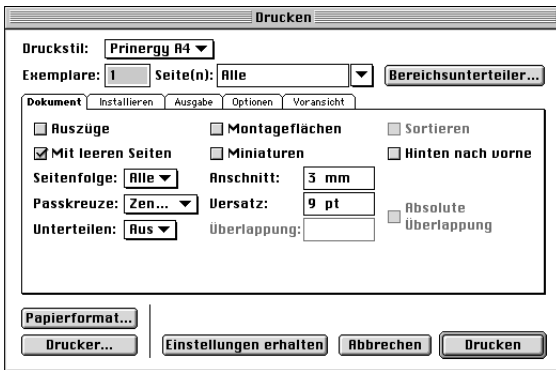 Drucken
Druckstil: Prinergy A4
Exemplare: 1 Seite(n): Alle Bereichsunterteiler...
Dokument Installieren Ausgabe Optionen Voransicht
Auszüge Montageflächen Sortieren
Mit leeren Seiten Miniaturen Hinten nach vorne
Seitenfolge: Alle Anschnitt: 3 mm
Passkreuze: Zen... Versatz: 9 pt Absolute
Überlappung
Unterteilen: Aus Überlappung:
Papierformat...
Drucker... Einstellungen erhalten Abbrechen Drucken